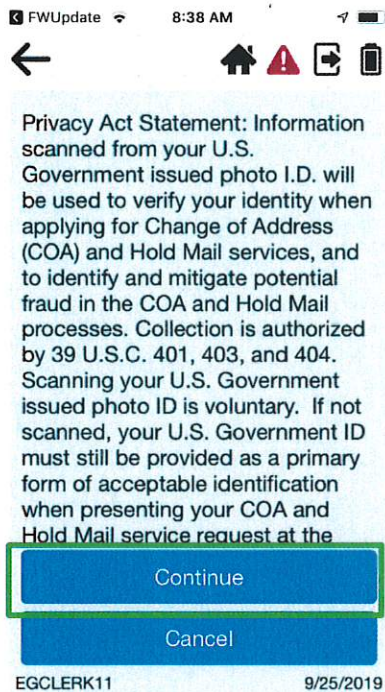 FWUpdate 8:38 AM
Privacy Act Statement: Information
scanned from your U.S.
Government issued photo I.D. will
be used to verify your identity when
applying for Change of Address
(COA) and Hold Mail services, and
to identify and mitigate potential
fraud in the COA and Hold Mail
processes. Collection is authorized
by 39 U.S.C. 401, 403, and 404.
Scanning your U.S. Government
issued photo ID is voluntary. If not
scanned, your U.S. Government ID
must still be provided as a primary
form of acceptable identification
when presenting your COA and
Hold Mail service request at the
Continue
Cancel
EGCLERK11 9/25/2019